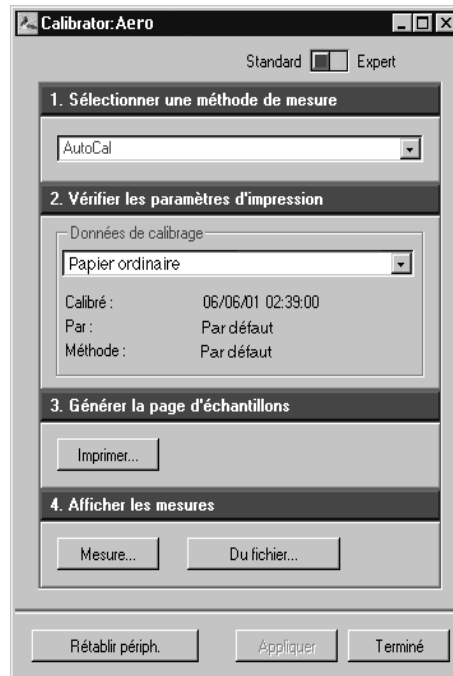 Calibrator:Aero
Standard Expert
1. Sélectionner une méthode de mesure
AutoCal
2. Vérifier les paramètres d'impression
Données de calibrage
Papier ordinaire
Calibré : 06/06/01 02:39:00
Par : Par défaut
Méthode : Par défaut
3. Générer la page d'échantillons
Imprimer...
4. Afficher les mesures
Mesure... Du fichier...
Rétablir périph. Appliquer Terminé